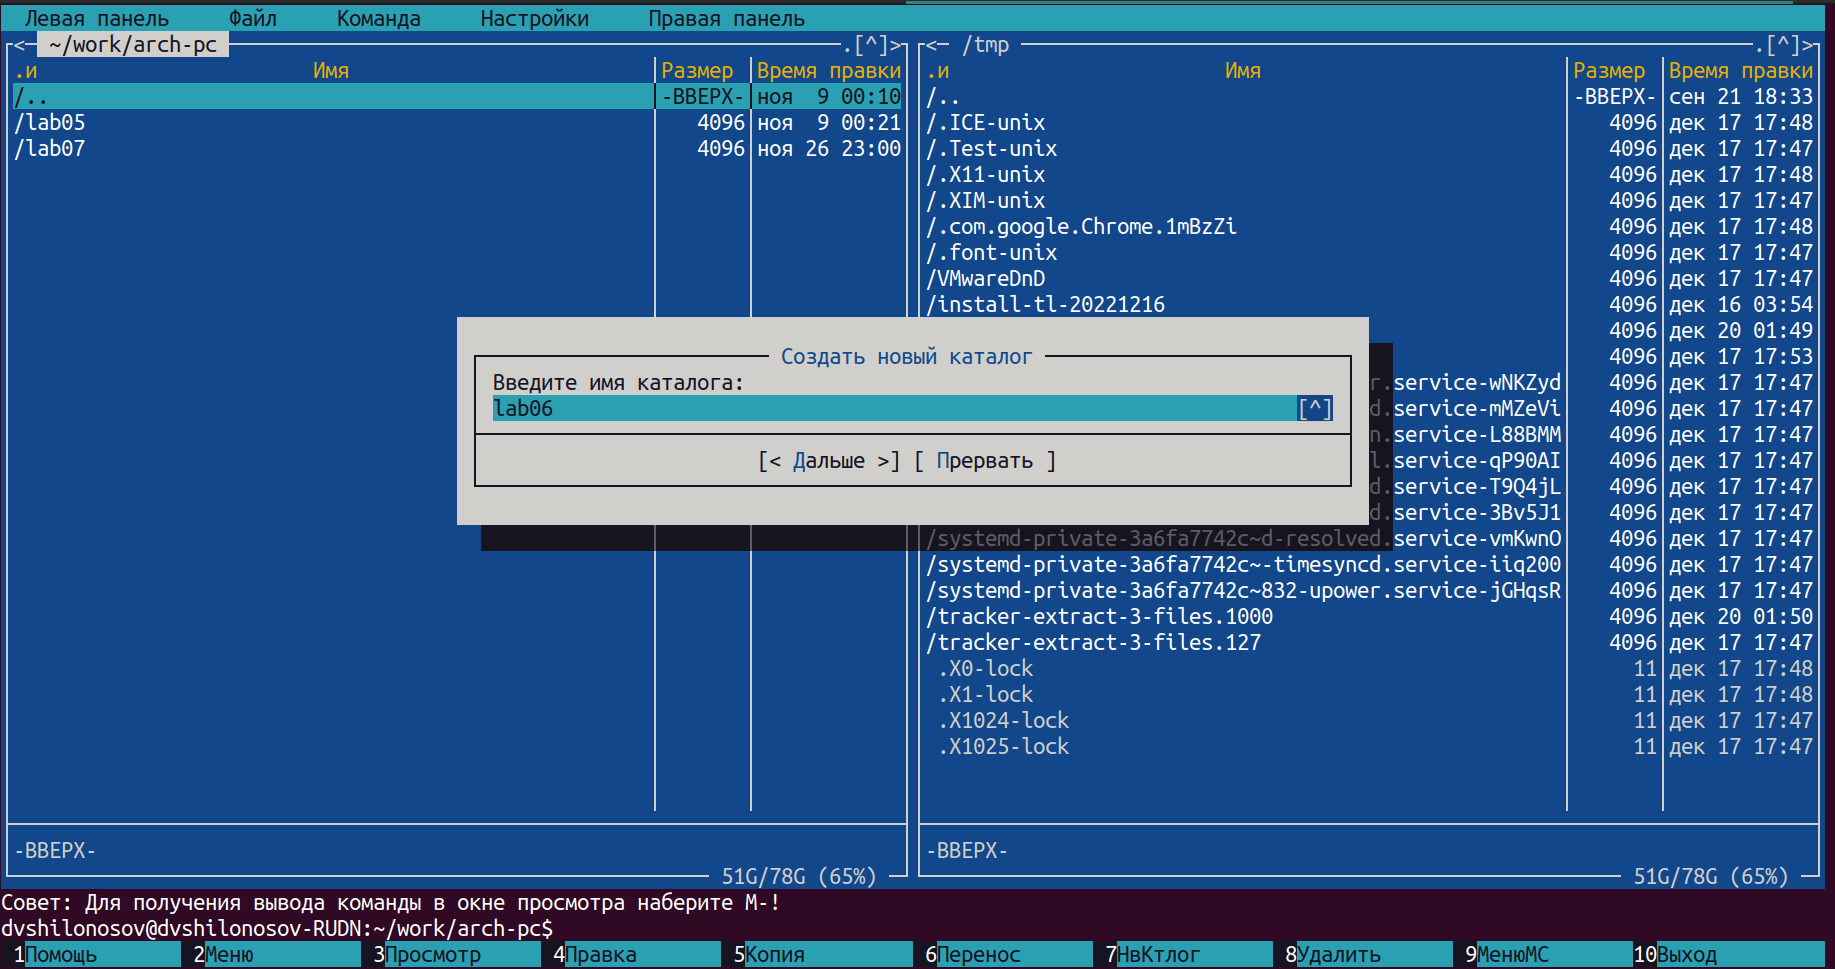 Левая панель Файл Команда Настройки Правая панель
<─ ~/work/arch-pc .[^]> <─ /tmp .[^]>
.и Имя Размер Время правки .и Имя Размер Время правки
/.. -ВВЕРХ- ноя 9 00:10 /.. -ВВЕРХ- сен 21 18:33
/lab05 4096 ноя 9 00:21 /.ICE-unix 4096 дек 17 17:48
/lab07 4096 ноя 26 23:00 /.Test-unix 4096 дек 17 17:47
/.X11-unix 4096 дек 17 17:48
/.XIM-unix 4096 дек 17 17:47
/.com.google.Chrome.1mBzZi 4096 дек 17 17:48
/.font-unix 4096 дек 17 17:47
/VMwareDnD 4096 дек 17 17:47
/install-tl-20221216 4096 дек 16 03:54
4096 дек 20 01:49
Создать новый каталог 4096 дек 17 17:53
Введите имя каталога: r.service-wNKZyd 4096 дек 17 17:47
lab06 [^] d.service-mMZeVi 4096 дек 17 17:47
n.service-L88BMM 4096 дек 17 17:47
[< Дальше >] [ Прервать ] l.service-qP90AI 4096 дек 17 17:47
d.service-T9Q4jL 4096 дек 17 17:47
d.service-3Bv5J1 4096 дек 17 17:47
/systemd-private-3a6fa7742c~d-resolved.service-vmKwnO 4096 дек 17 17:47
/systemd-private-3a6fa7742c~-timesyncd.service-iiq200 4096 дек 17 17:47
/systemd-private-3a6fa7742c~832-upower.service-jGHqsR 4096 дек 17 17:47
/tracker-extract-3-files.1000 4096 дек 20 01:50
/tracker-extract-3-files.127 4096 дек 17 17:47
.X0-lock 11 дек 17 17:48
.X1-lock 11 дек 17 17:48
.X1024-lock 11 дек 17 17:47
.X1025-lock 11 дек 17 17:47
-ВВЕРХ- -ВВЕРХ-
51G/78G (65%) 51G/78G (65%)
Совет: Для получения вывода команды в окне просмотра наберите M-!
dvshilonosov@dvshilonosov-RUDN:~/work/arch-pc$
1Помощь 2Меню 3Просмотр 4Правка 5Копия 6Перенос 7НвКтлог 8Удалить 9МенюМС 10Выход